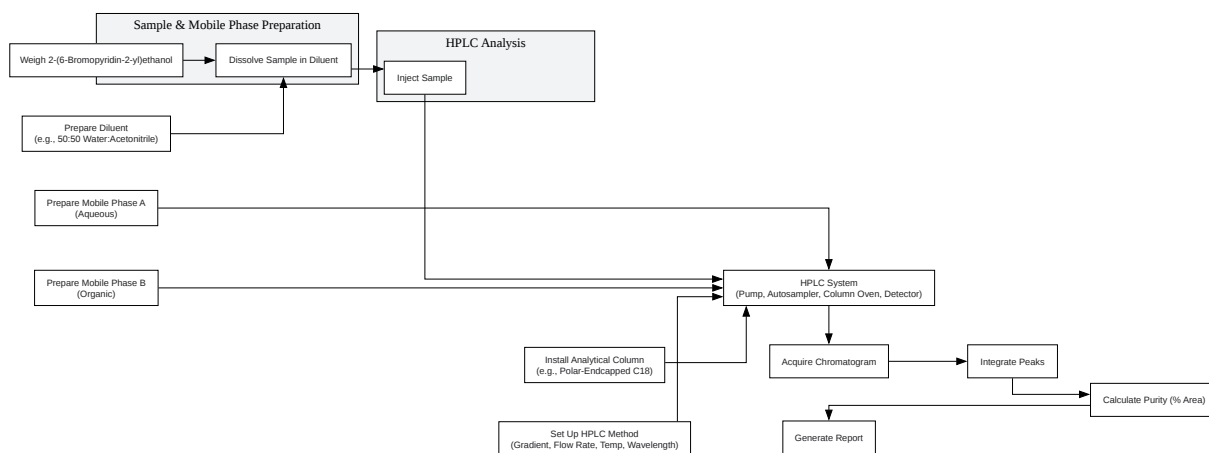 Sample & Mobile Phase Preparation
Weigh 2-(6-Bromopyridin-2-yl)ethanol
Dissolve Sample in Diluent
HPLC Analysis
Inject Sample
Prepare Diluent
(e.g., 50:50 Water:Acetonitrile)
Prepare Mobile Phase A
(Aqueous)
Prepare Mobile Phase B
(Organic)
HPLC System
(Pump, Autosampler, Column Oven, Detector)
Install Analytical Column
(e.g., Polar-Endcapped C18)
Acquire Chromatogram
Integrate Peaks
Calculate Purity (% Area)
Set Up HPLC Method
(Gradient, Flow Rate, Temp, Wavelength)
Generate Report